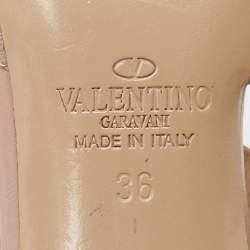 VALENTINO
GARAVANI
MADE IN ITALY
36